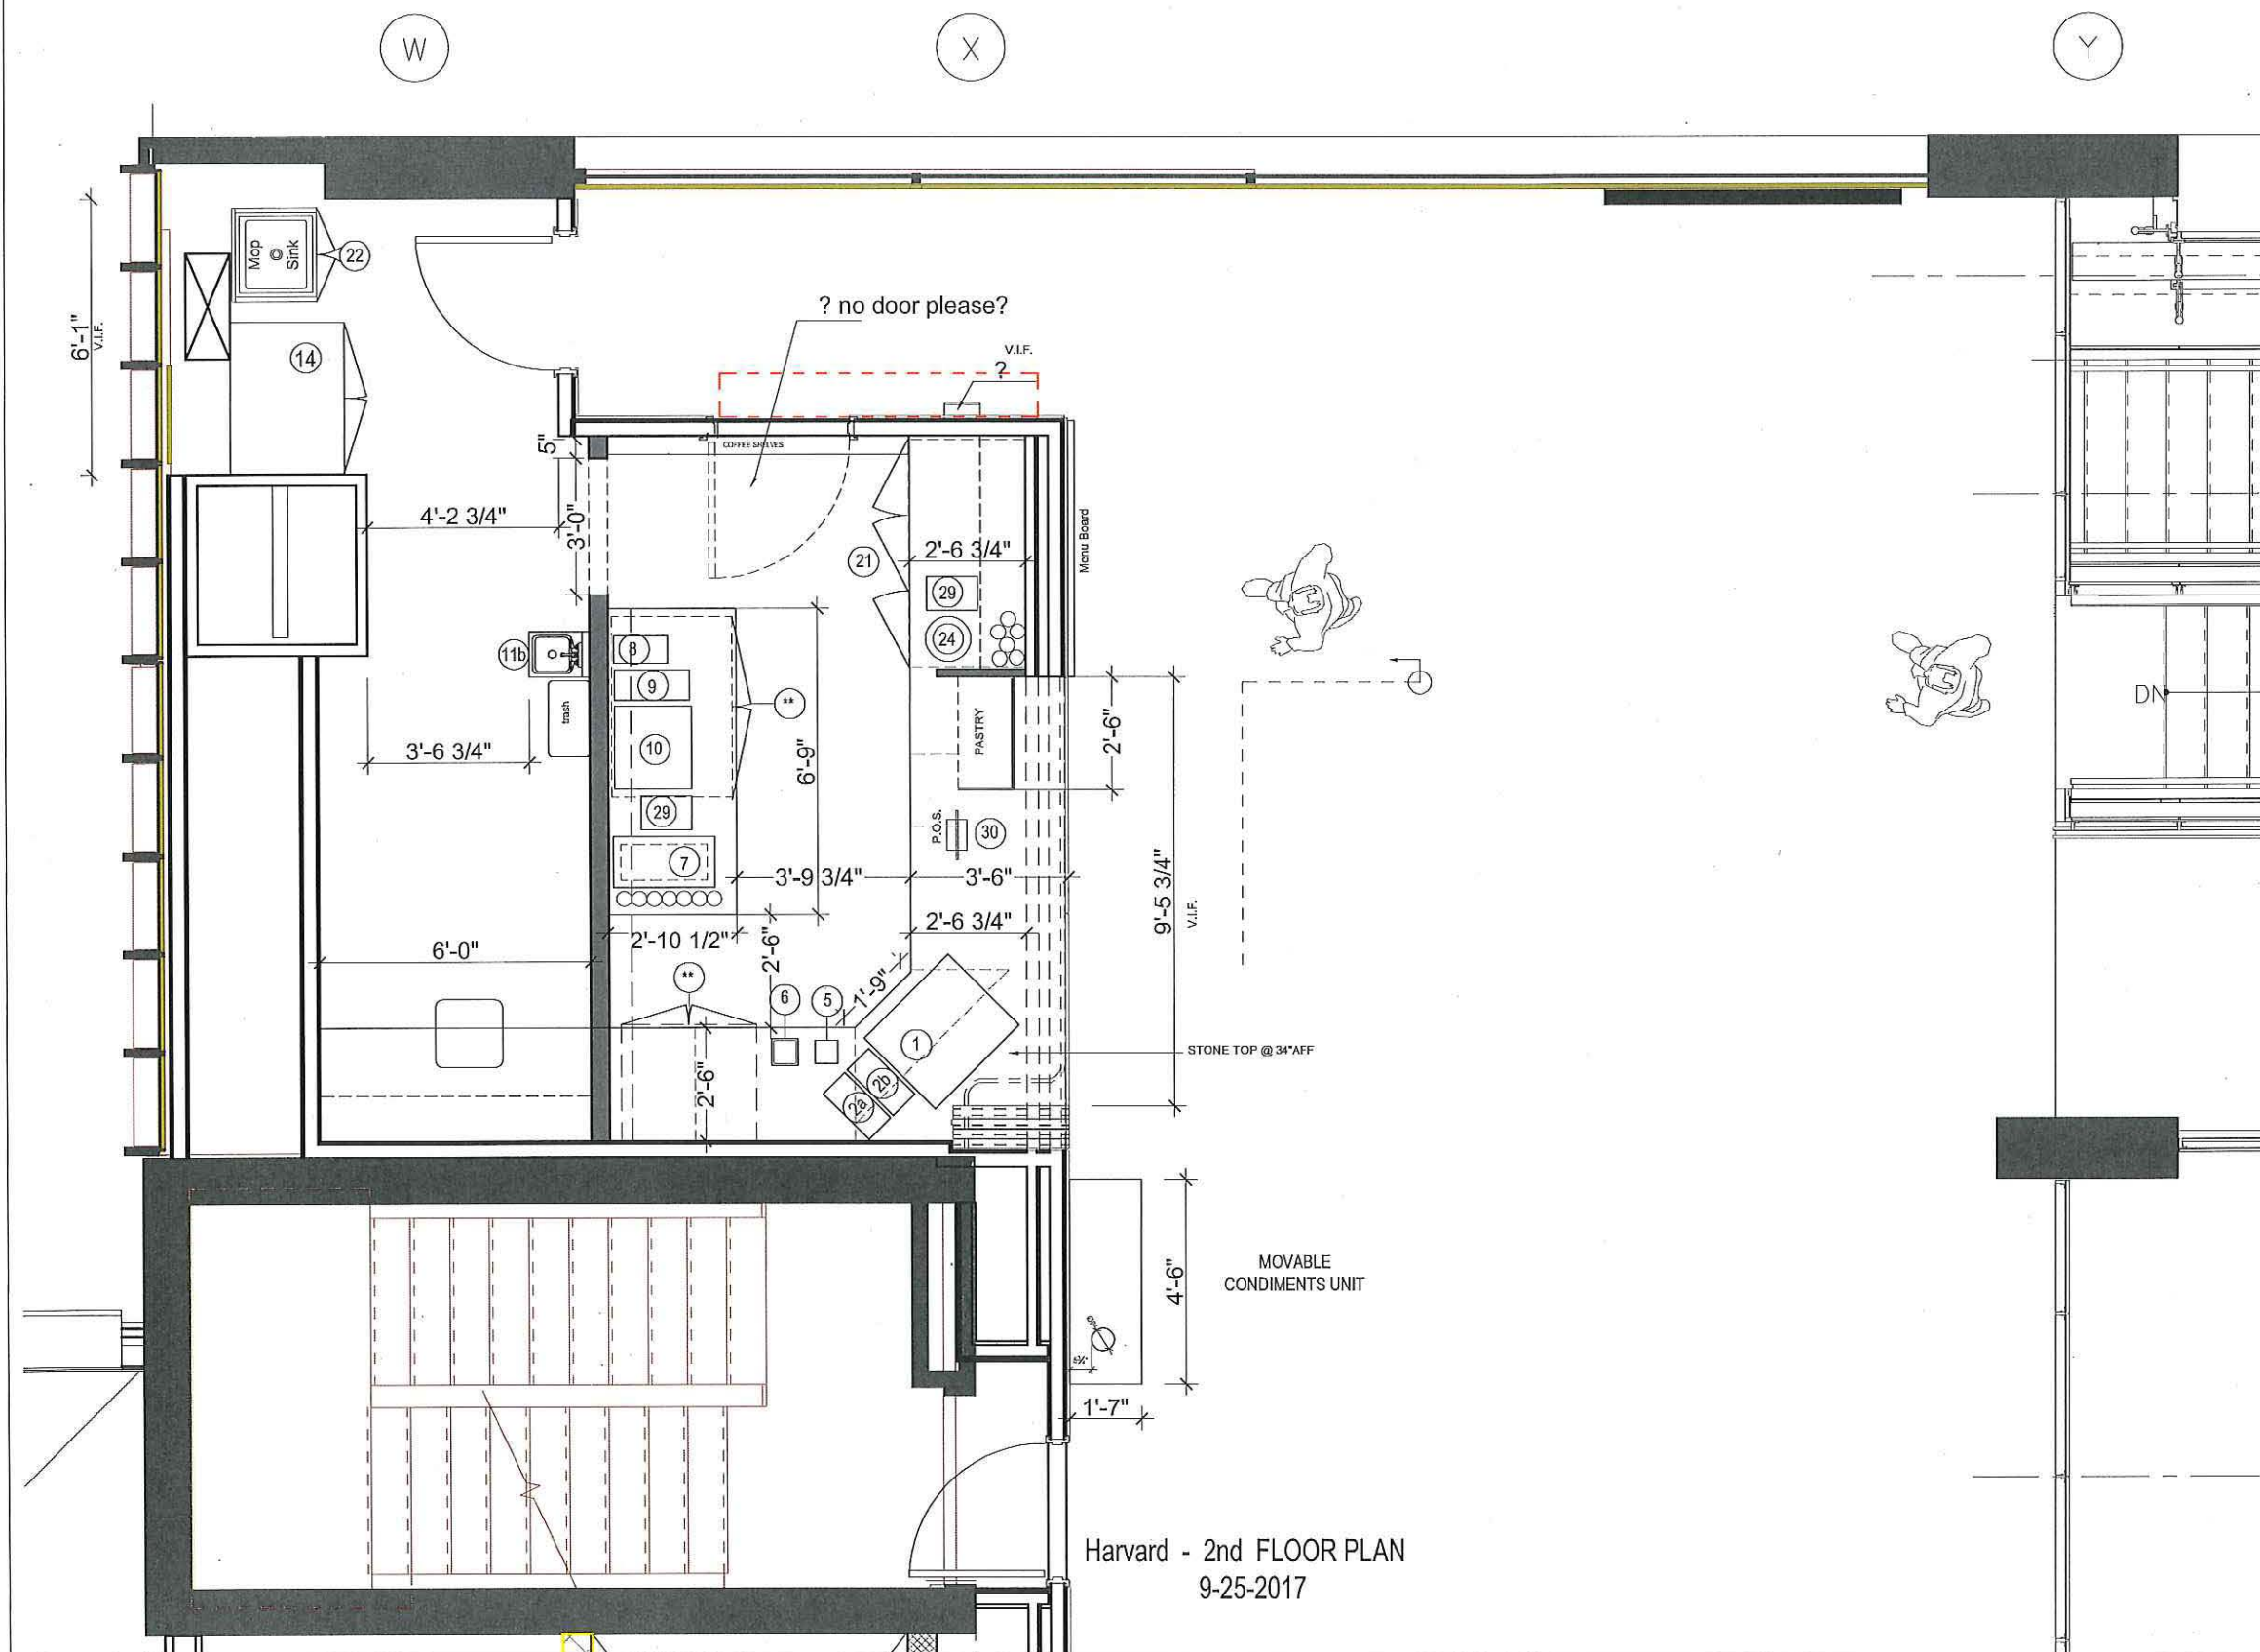 W
X
Y
Mop
Sink
22
6'-1"
V.I.F.
14
? no door please?
V.I.F.
?
COFFEE SHELVES
5"
4'-2 3/4"
3'-0"
21
2'-6 3/4"
Menu Board
29
24
11b
8
9
trash
**
10
PASTRY
2'-6"
DN
3'-6 3/4"
6'-9"
29
P.O.S.
30
7
3'-9 3/4"
3'-6"
9'-5 3/4"
V.I.F.
2'-10 1/2"
2'-6"
2'-6 3/4"
6'-0"
**
6
5
1'-9"
1
STONE TOP @ 34"AFF
2'-6"
2b
2a
4'-6"
MOVABLE
CONDIMENTS UNIT
1'-7"
Harvard - 2nd FLOOR PLAN
9-25-2017